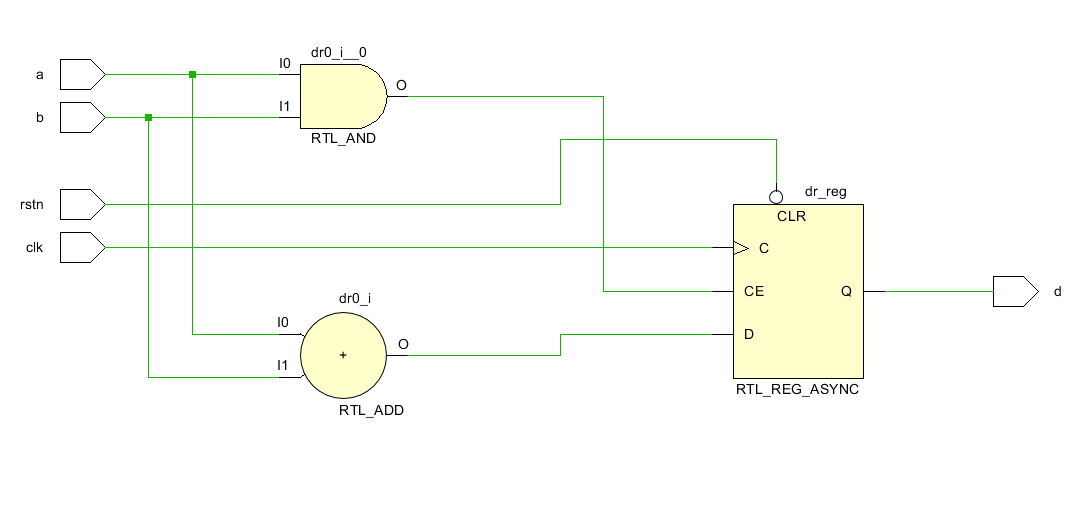 dr0_i__0
a
I0
O
b
I1
RTL_AND
rstn
dr_reg
CLR
clk
C
CE
Q
d
dr0_i
I0
D
O
+
I1
RTL_REG_ASYNC
RTL_ADD